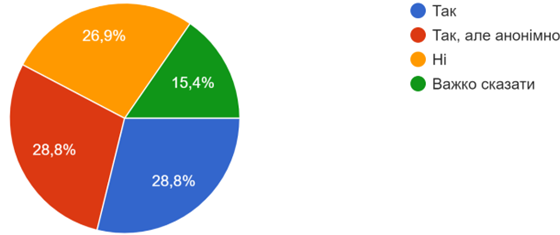 26,9%
15,4%
28,8%
28,8%
Так
Так, але анонімно
Ні
Важко сказати